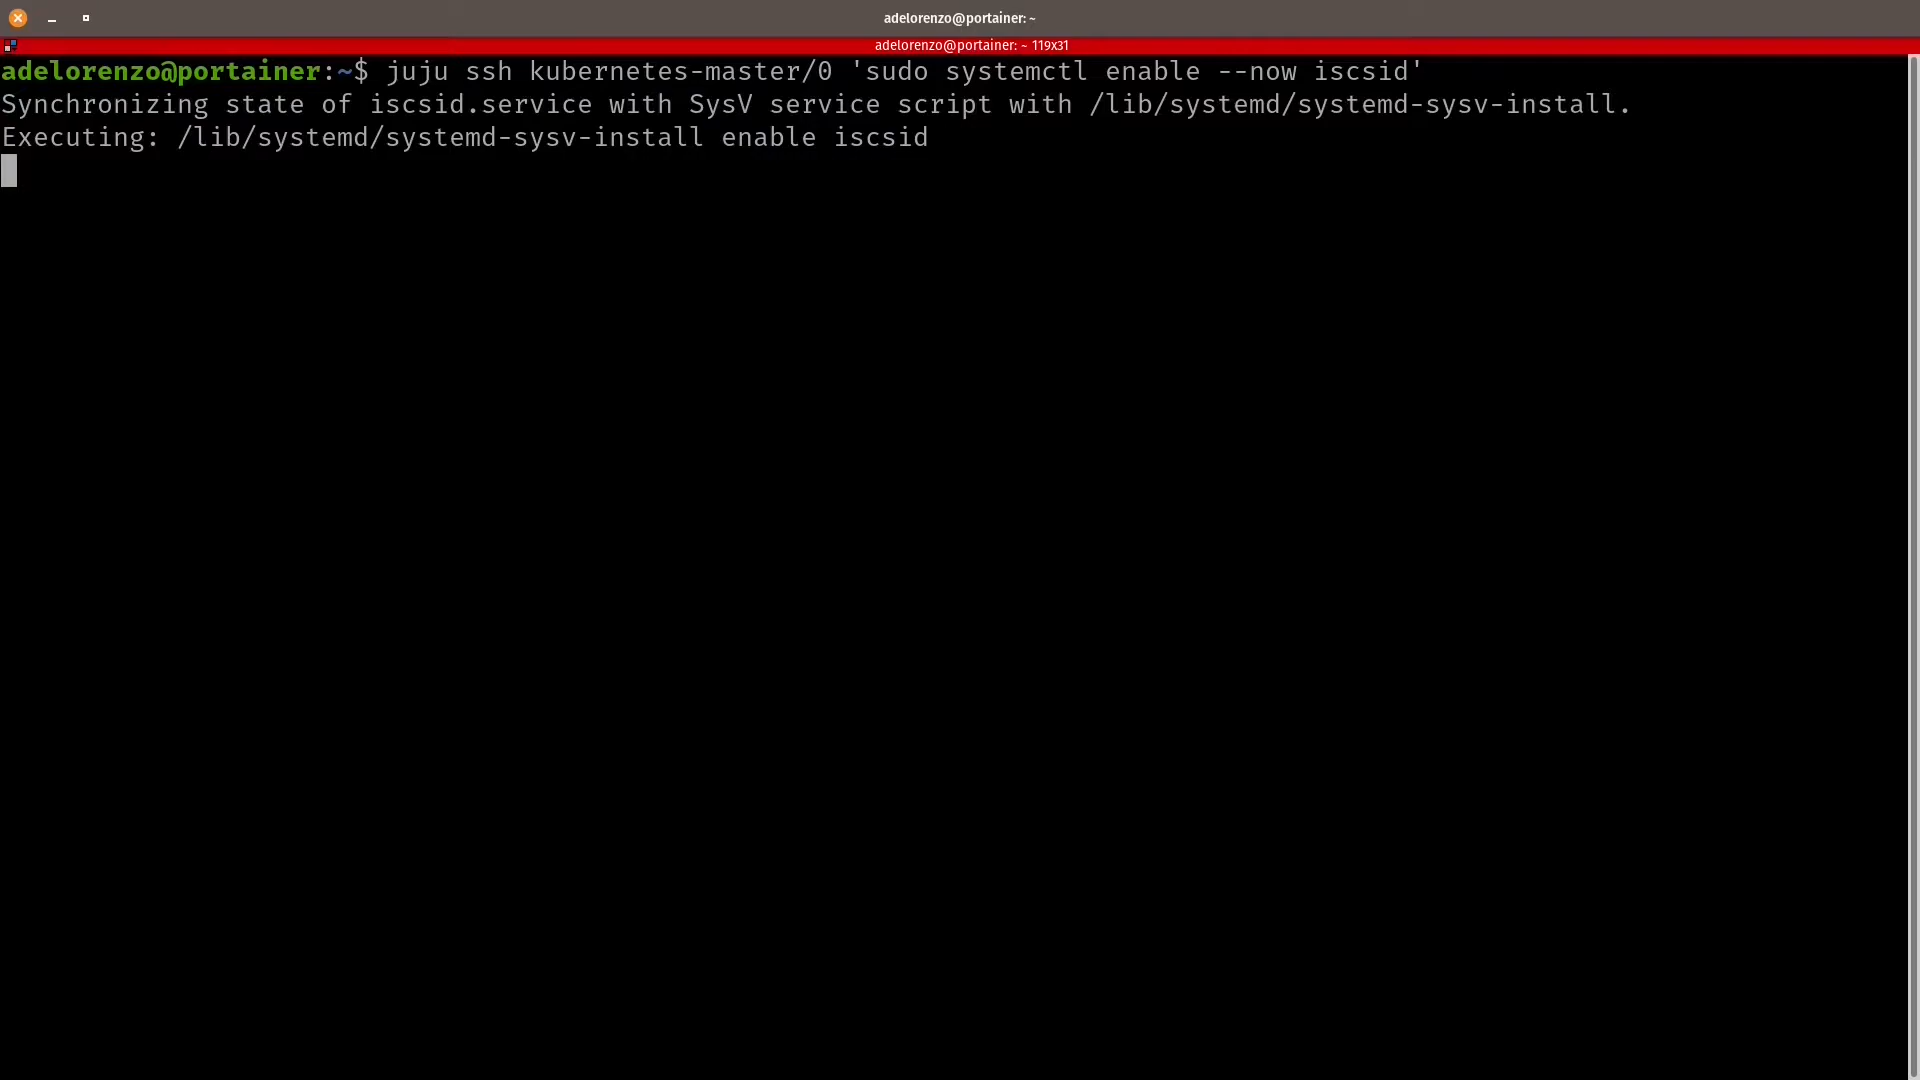 adelorenzo@portainer: ~
adelorenzo@portainer: ~ 119x31
adelorenzo@portainer:~$ juju ssh kubernetes-master/0 'sudo systemctl enable --now iscsid'
Synchronizing state of iscsid.service with SysV service script with /lib/systemd/systemd-sysv-install.
Executing: /lib/systemd/systemd-sysv-install enable iscsid